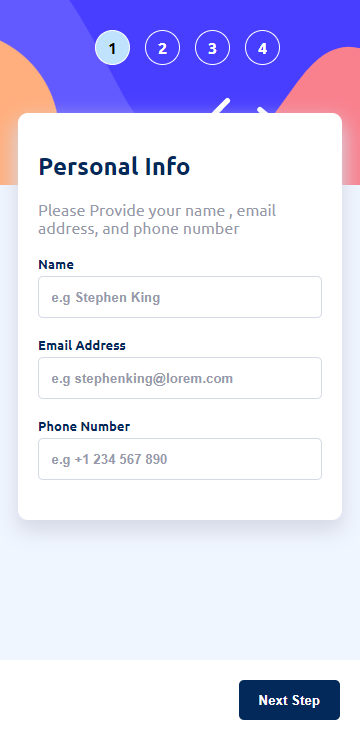 1 2 3 4
Personal Info
Please Provide your name , email
address, and phone number
Name
e.g Stephen King
Email Address
e.g stephenking@lorem.com
Phone Number
e.g +1 234 567 890
Next Step